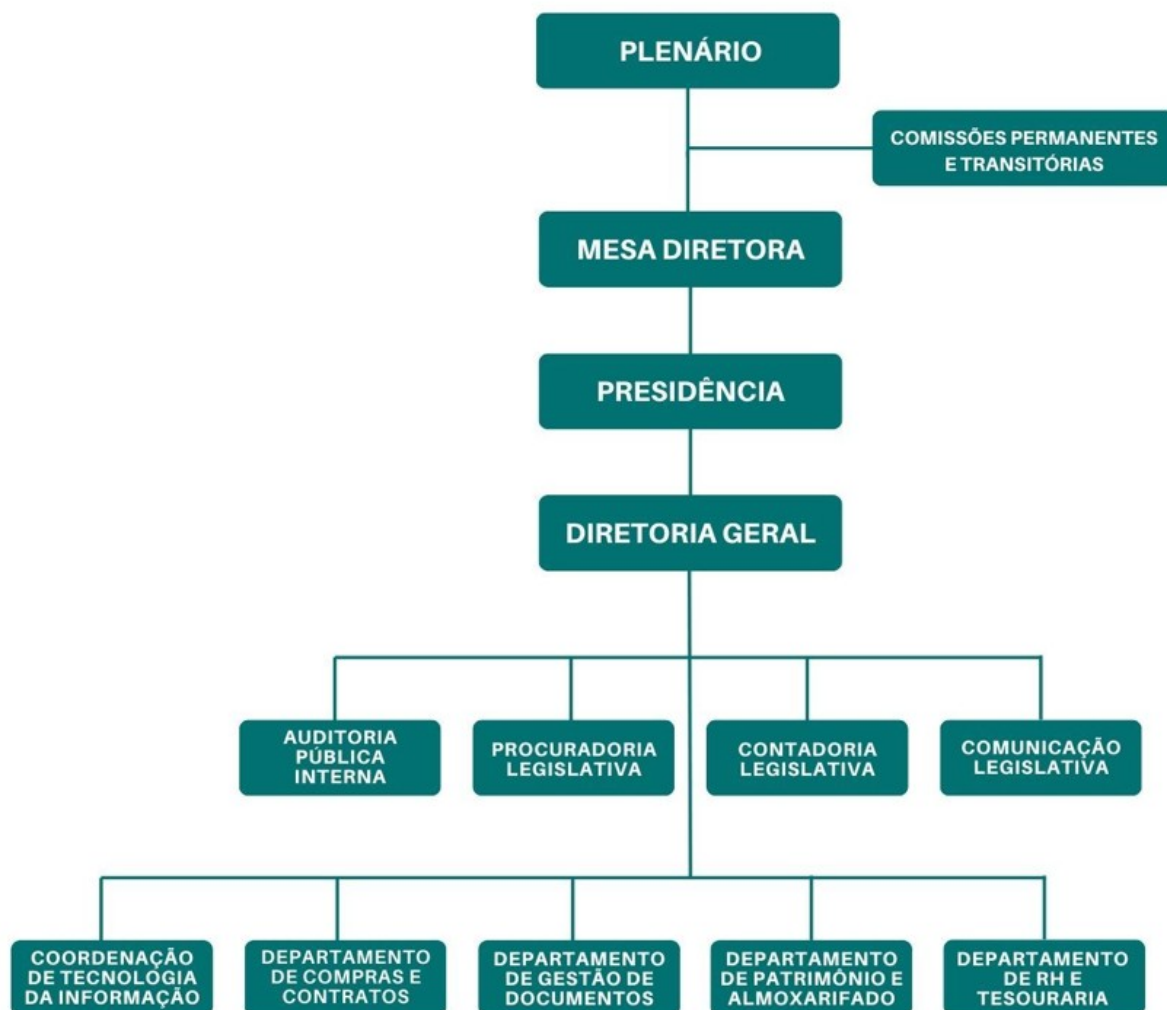 PLENÁRIO
COMISSÕES PERMANENTES
E TRANSITÓRIAS
MESA DIRETORA
PRESIDÊNCIA
DIRETORIA GERAL
AUDITORIA
PÚBLICA
INTERNA
PROCURADORIA
LEGISLATIVA
CONTADORIA
LEGISLATIVA
COMUNICAÇÃO
LEGISLATIVA
COORDENAÇÃO
DE TECNOLOGIA
DA INFORMAÇÃO
DEPARTAMENTO
DE COMPRAS E
CONTRATOS
DEPARTAMENTO
DE GESTÃO DE
DOCUMENTOS
DEPARTAMENTO
DE PATRIMÔNIO E
ALMOXARIFADO
DEPARTAMENTO
DE RH E
TESOURARIA